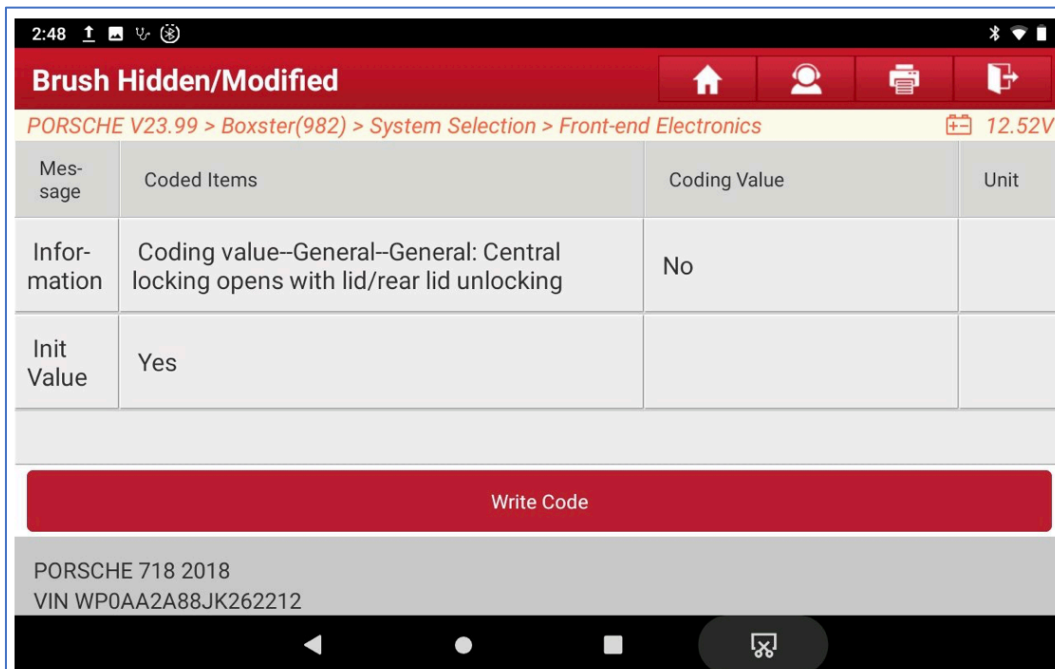 2:48
Brush Hidden/Modified
PORSCHE V23.99 > Boxster(982) > System Selection > Front-end Electronics 12.52V
Mes-
sage
Coded Items
Coding Value
Unit
Infor-
mation
Coding value--General--General: Central
locking opens with lid/rear lid unlocking
No
Init
Value
Yes
Write Code
PORSCHE 718 2018
VIN WP0AA2A88JK262212